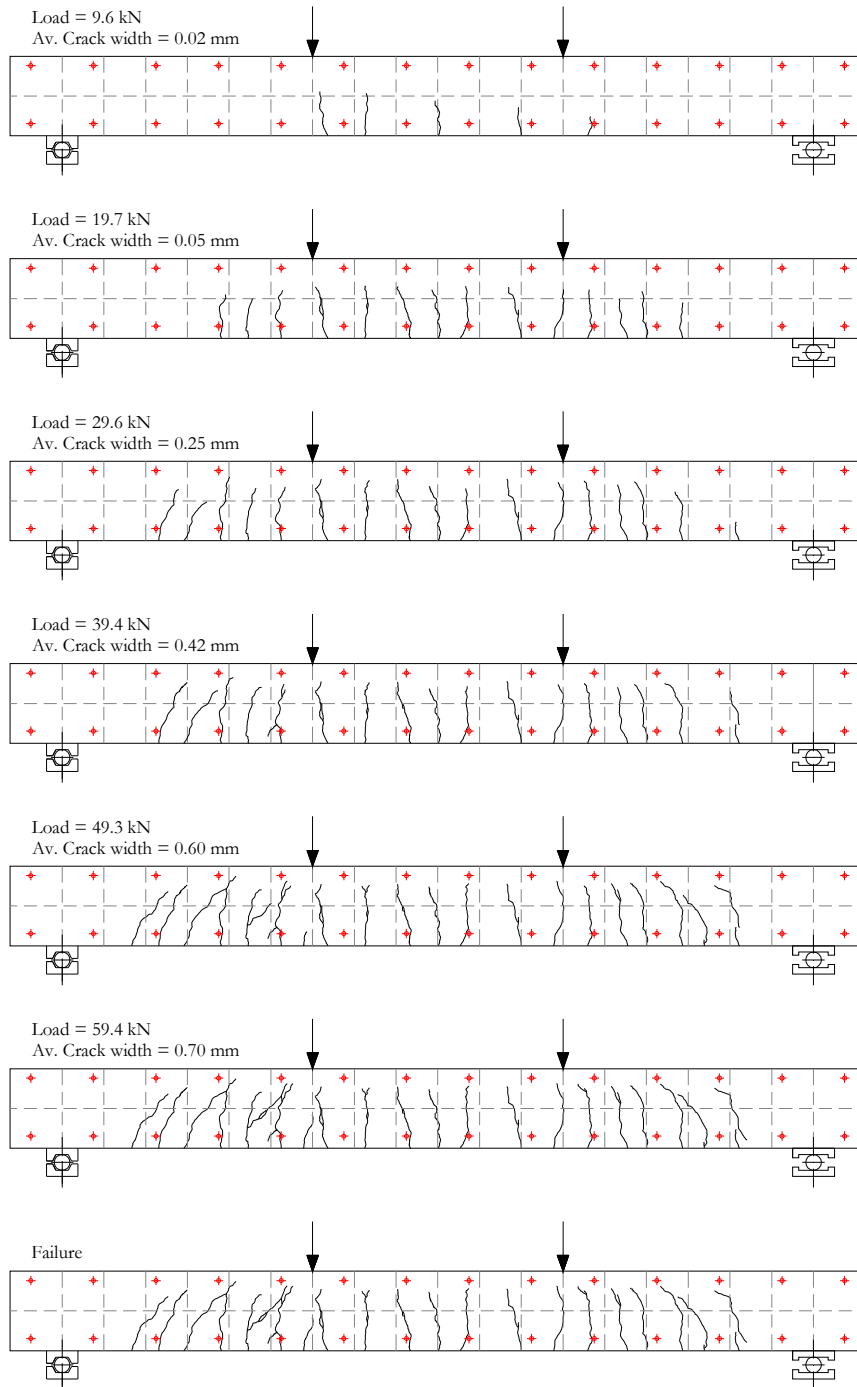 Load = 9.6 kN
Av. Crack width = 0.02 mm
Load = 19.7 kN
Av. Crack width = 0.05 mm
Load = 29.6 kN
Av. Crack width = 0.25 mm
Load = 39.4 kN
Av. Crack width = 0.42 mm
Load = 49.3 kN
Av. Crack width = 0.60 mm
Load = 59.4 kN
Av. Crack width = 0.70 mm
Failure